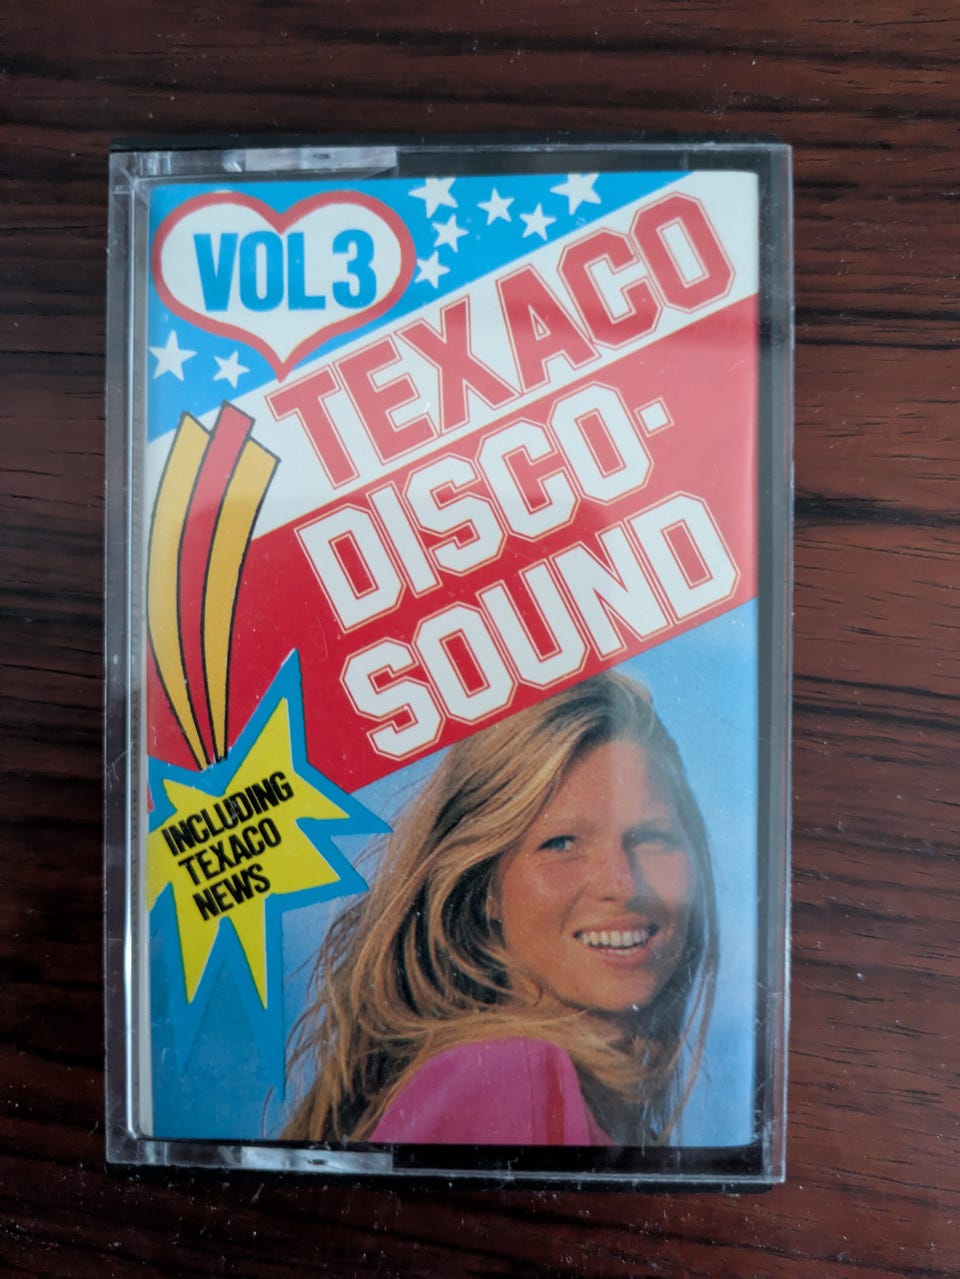 VOL3
TEXACO
DISCO-
SOUND
INCLUDING
TEXACO
NEWS